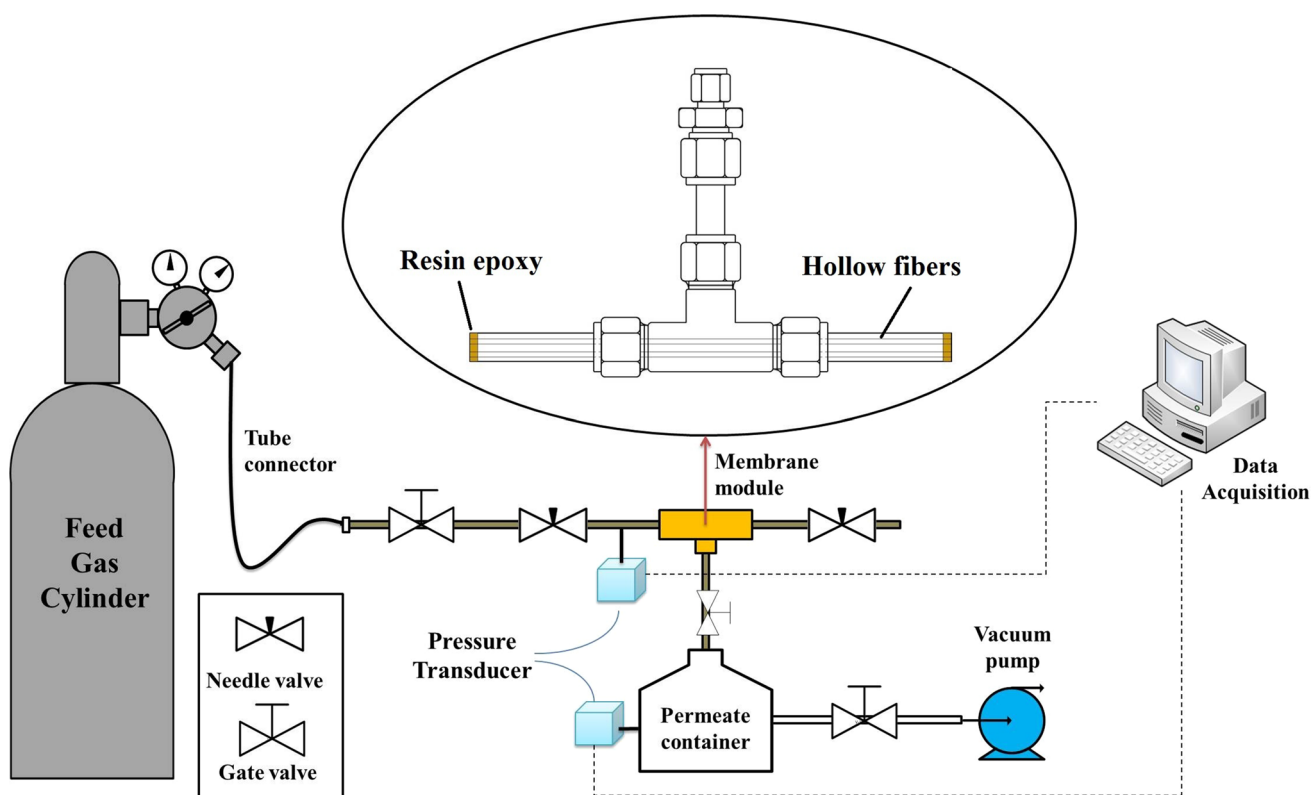 Resin epoxy
Hollow fibers
Tube
connector
Membrane
module
Data
Acquisition
Feed
Gas
Cylinder
Pressure
Transducer
Vacuum
pump
Needle valve
Permeate
container
Gate valve